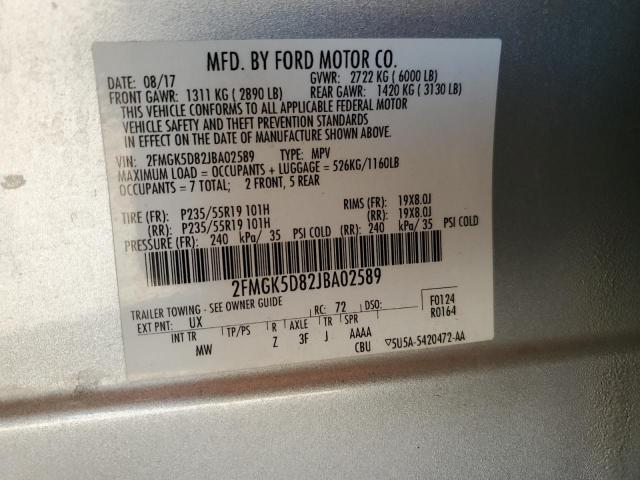 MFD. BY FORD MOTOR CO.
DATE: 08/17 GVWR: 2722 KG ( 6000 LB)
FRONT GAWR: 1311 KG ( 2890 LB) REAR GAWR: 1420 KG ( 3130 LB)
THIS VEHICLE CONFORMS TO ALL APPLICABLE FEDERAL MOTOR
VEHICLE SAFETY AND THEFT PREVENTION STANDARDS
IN EFFECT ON THE DATE OF MANUFACTURE SHOWN ABOVE.
VIN: 2FMGK5D82JBA02589 TYPE: MPV
MAXIMUM LOAD = OCCUPANTS + LUGGAGE = 526KG/1160LB
OCCUPANTS = 7 TOTAL; 2 FRONT, 5 REAR
TIRE (FR): P235/55R19 101H RIMS (FR): 19X8.0J
(RR): P235/55R19 101H (RR): 19X8.0J
PRESSURE (FR): 240 kPa/ 35 PSI COLD (RR): 240 kPa/ 35 PSI COLD
2FMGK5D82JBA02589
TRAILER TOWING - SEE OWNER GUIDE RC: 72 DSO: F0124
EXT PNT: UX R0164
INT TR TP/PS R AXLE TR SPR
MW Z 3F J AAAA
CBU 5U5A-5420472-AA